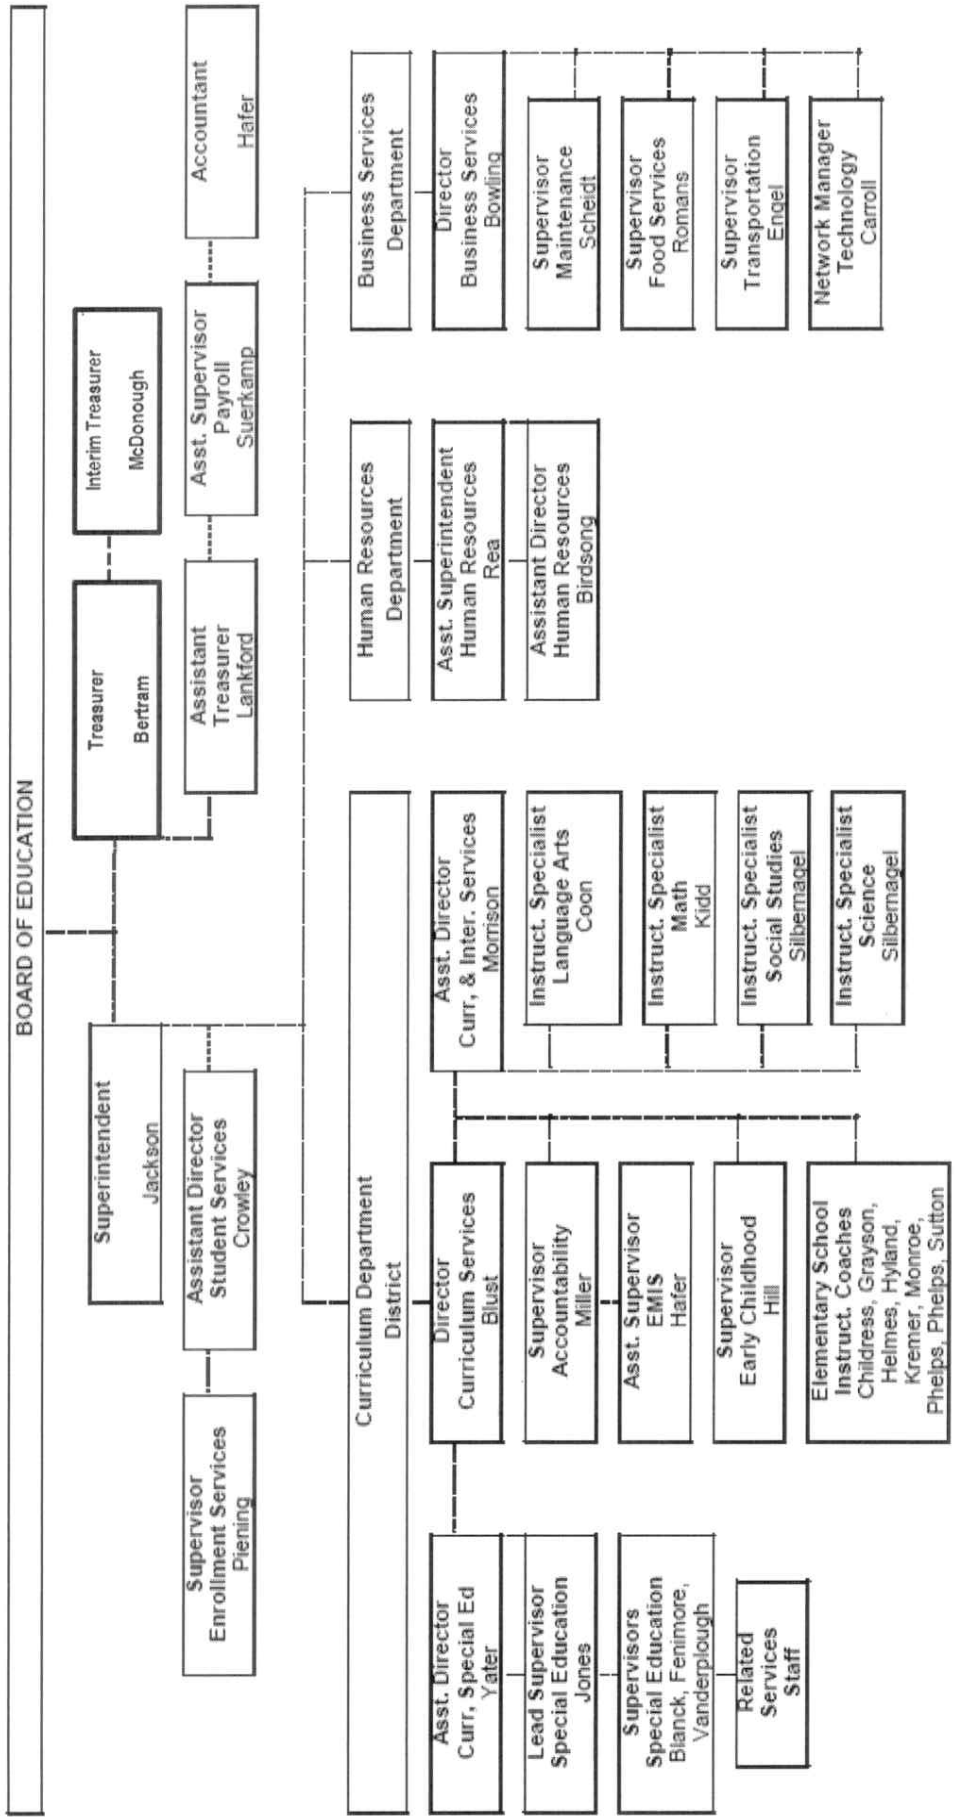 BOARD OF EDUCATION
Superintendent
Jackson
Treasurer
Bertram
Interim Treasurer
McDonough
Supervisor
Enrollment Services
Piening
Assistant Director
Student Services
Crowley
Assistant
Treasurer
Lankford
Asst. Supervisor
Payroll
Suerkamp
Accountant
Hafer
Curriculum Department
District
Human Resources
Department
Business Services
Department
Asst. Director
Curr, Special Ed
Yater
Director
Curriculum Services
Blust
Asst. Director
Curr, & Inter. Services
Morrison
Asst. Superintendent
Human Resources
Rea
Director
Business Services
Bowling
Lead Supervisor
Special Education
Jones
Supervisor
Accountability
Miller
Instruct. Specialist
Language Arts
Coon
Assistant Director
Human Resources
Birdsong
Supervisor
Maintenance
Scheidt
Supervisors
Special Education
Blanck, Fenimore,
Vanderplough
Asst. Supervisor
EMIS
Hafer
Instruct. Specialist
Math
Kidd
Supervisor
Food Services
Romans
Related
Services
Staff
Supervisor
Early Childhood
Hill
Instruct. Specialist
Social Studies
Silbernagel
Supervisor
Transportation
Engel
Elementary School
Instruct. Coaches
Childress, Grayson,
Helmes, Hyland,
Kremer, Monroe,
Phelps, Phelps, Sutton
Instruct. Specialist
Science
Silbernagel
Network Manager
Technology
Carroll